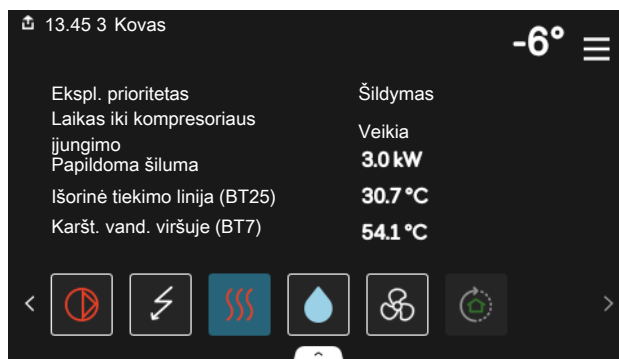 13.45 3 Kovas
-6°
Ekspl. prioritetas Šildymas
Laikas iki kompresoriaus
įjungimo Veikia
Papildoma šiluma 3.0 kW
Išorinė tiekimo linija (BT25) 30.7 °C
Karšt. vand. viršuje (BT7) 54.1 °C